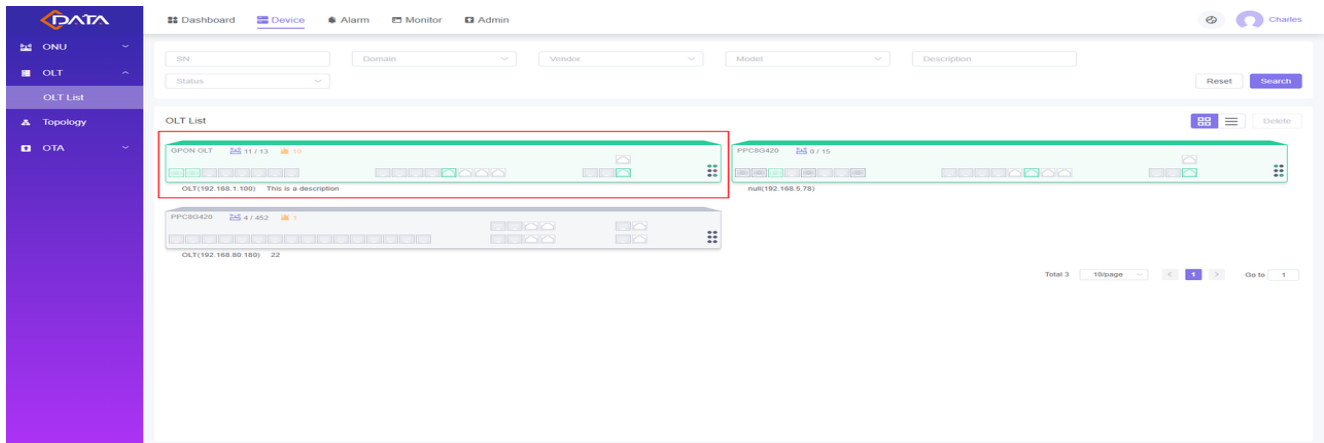 DATA
Dashboard Device Alarm Monitor Admin Charles
ONU
OLT
OLT List
Topology
OTA
SN Domain Vendor Model Description
Status Reset Search
OLT List Delete
GPON OLT 11 / 13 10
OLT(192.168.1.100) This is a description
PPC8G420 0 / 15
null(192.168.5.78)
PPC8G420 4 / 452 1
OLT(192.168.80.180) 22
Total 3 10/page < 1 > Go to 1